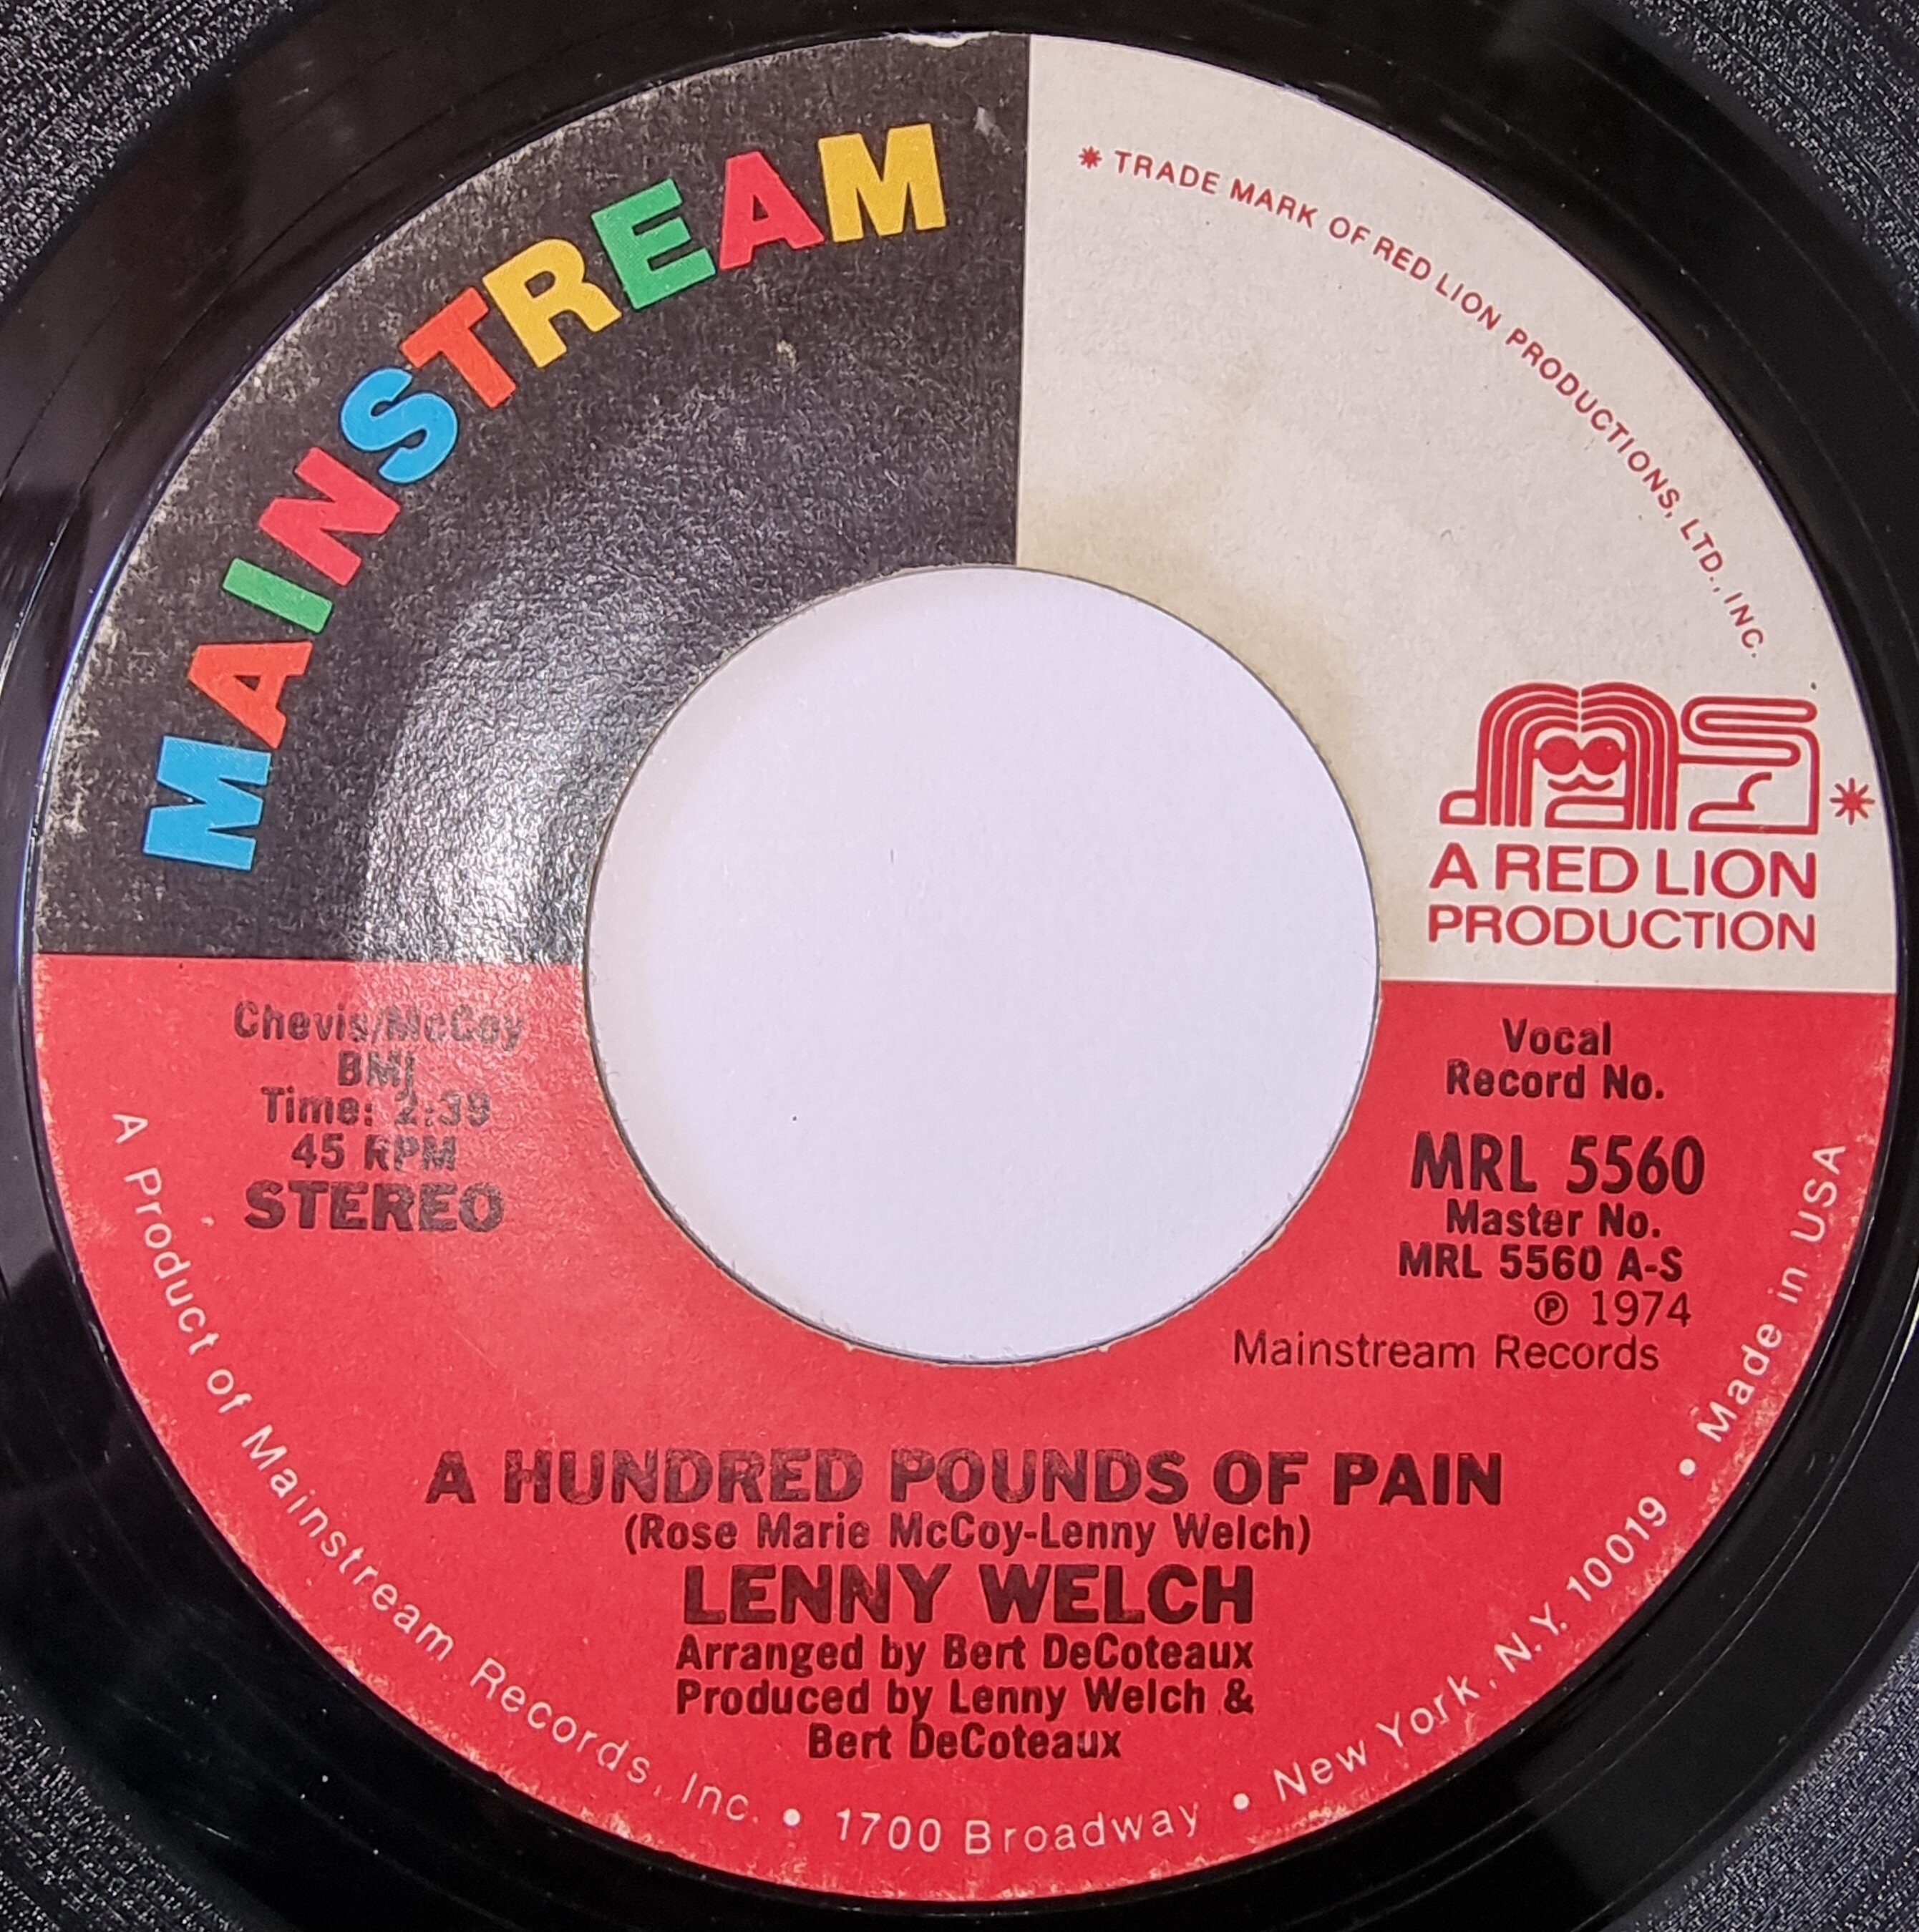 MAINSTREAM
* TRADE MARK OF RED LION PRODUCTIONS, LTD., INC.
*
A RED LION
PRODUCTION
Chevis/McCoy
BMI
Time: 2:39
45 RPM
STEREO
Vocal
Record No.
MRL 5560
Master No.
MRL 5560 A-S
℗ 1974
Mainstream Records
A HUNDRED POUNDS OF PAIN
(Rose Marie McCoy-Lenny Welch)
LENNY WELCH
Arranged by Bert DeCoteaux
Produced by Lenny Welch &
Bert DeCoteaux
A Product of Mainstream Records, Inc. • 1700 Broadway • New York, N.Y. 10019 • Made in USA